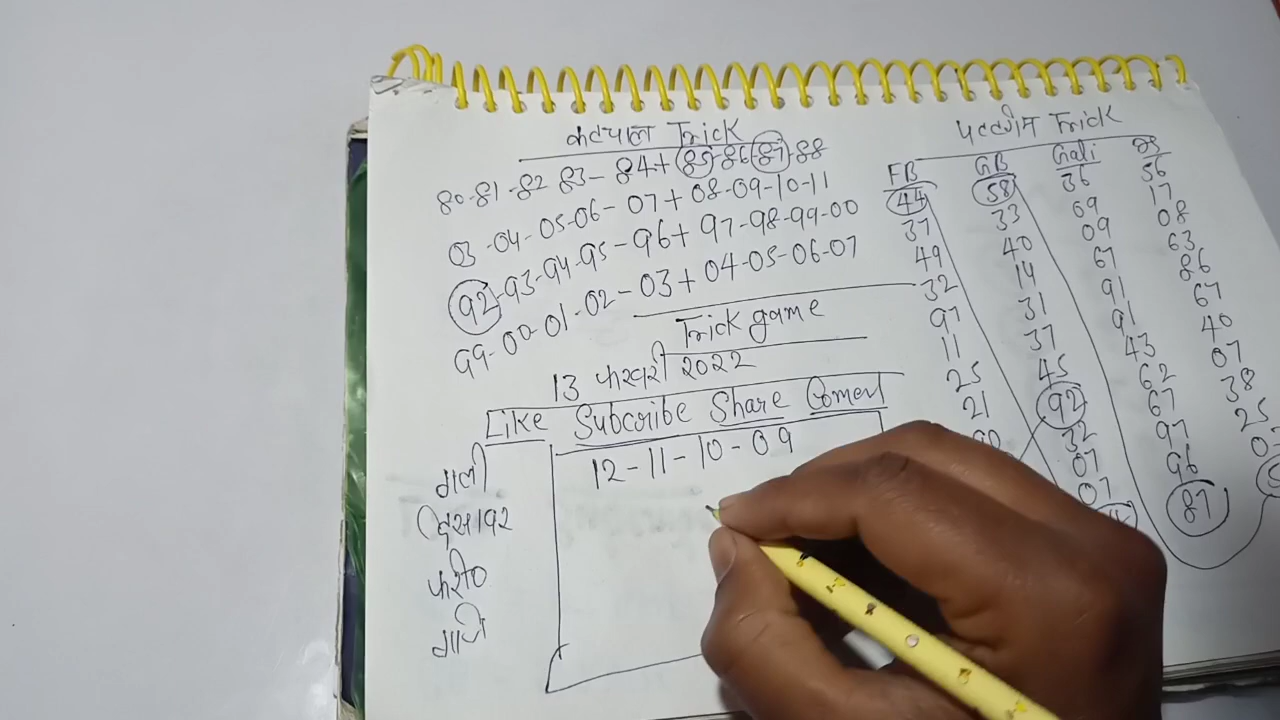 कटपाल Trick
80-81-82 83-84+85-86-87-88
03-04-05-06-07+08-09-10-11
92-93-94-95-96+97-98-99-00
99-00-01-02-03+04-05-06-07
Trick game
13 फरवरी 2022
Like Subcribe Share Coment
गली
दिसावर
फरी०
गाजि
12-11-10-09
Trick
FB GB Gali DS
44 58 36 56
37 33 69 17
49 40 09 08
32 14 67 63
97 31 91 86
11 37 91 67
25 45 43 40
21 92 62 07
90 32 67 38
07 97 25
07 96
87